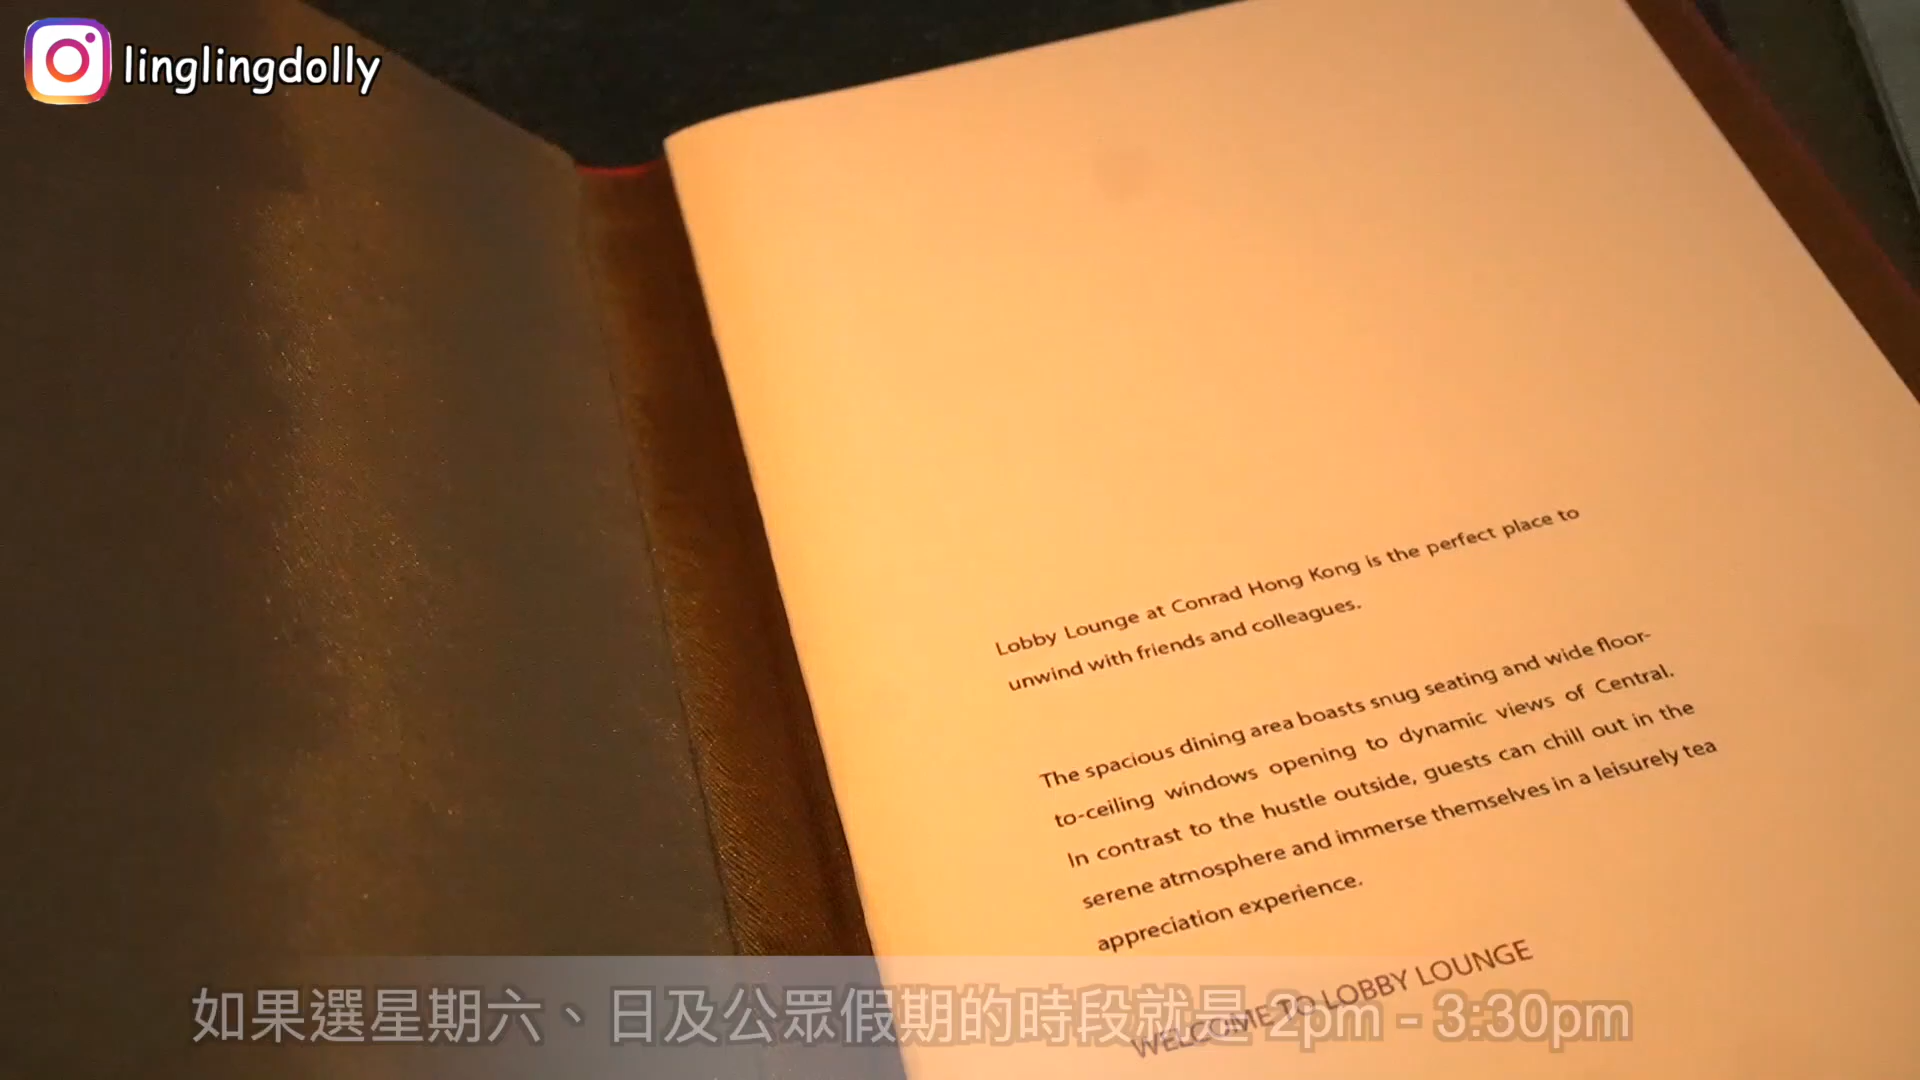 linglingdolly
Lobby Lounge at Conrad Hong Kong is the perfect place to
unwind with friends and colleagues.
The spacious dining area boasts snug seating and wide floor-
to-ceiling windows opening to dynamic views of Central.
In contrast to the hustle outside, guests can chill out in the
serene atmosphere and immerse themselves in a leisurely tea
appreciation experience.
WELCOME TO LOBBY LOUNGE
如果選星期六、日及公眾假期的時段就是 2pm - 3:30pm